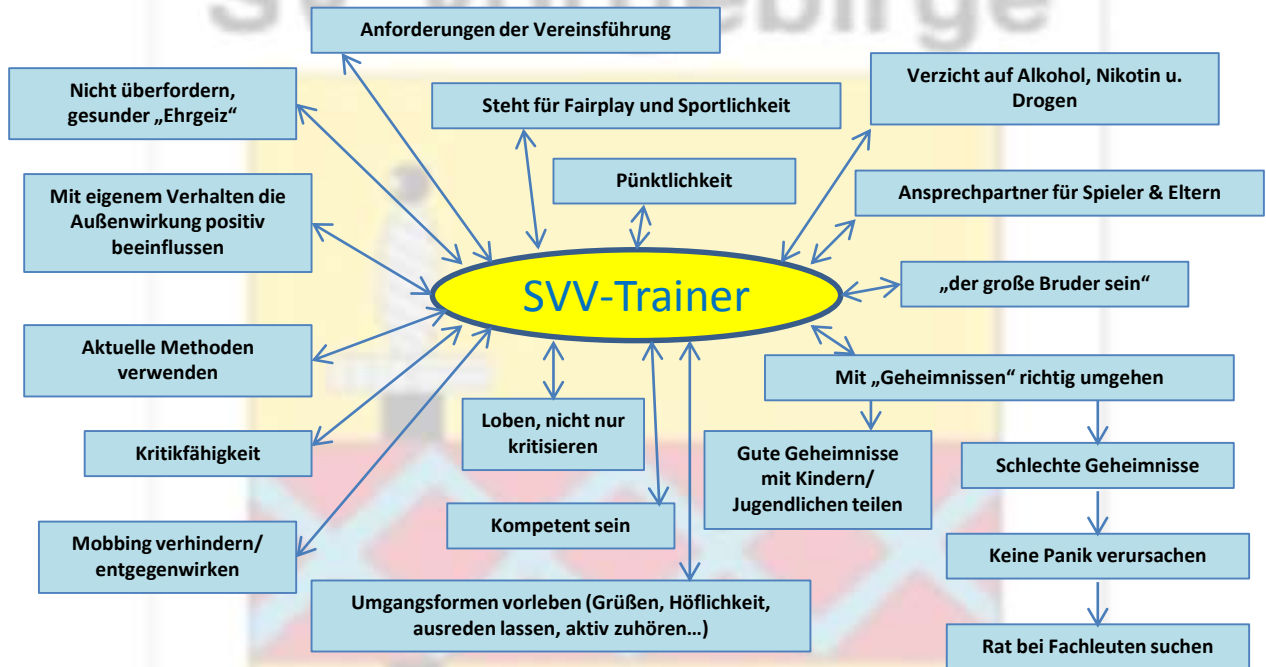 Anforderungen der Vereinsführung
Nicht überfordern,
gesunder „Ehrgeiz“
Steht für Fairplay und Sportlichkeit
Verzicht auf Alkohol, Nikotin u.
Drogen
Pünktlichkeit
Mit eigenem Verhalten die
Außenwirkung positiv
beeinflussen
Ansprechpartner für Spieler & Eltern
SVV-Trainer
„der große Bruder sein“
Aktuelle Methoden
verwenden
Mit „Geheimnissen“ richtig umgehen
Loben, nicht nur
kritisieren
Kritikfähigkeit
Gute Geheimnisse
mit Kindern/
Jugendlichen teilen
Schlechte Geheimnisse
Kompetent sein
Mobbing verhindern/
entgegenwirken
Keine Panik verursachen
Umgangsformen vorleben (Grüßen, Höflichkeit,
ausreden lassen, aktiv zuhören…)
Rat bei Fachleuten suchen